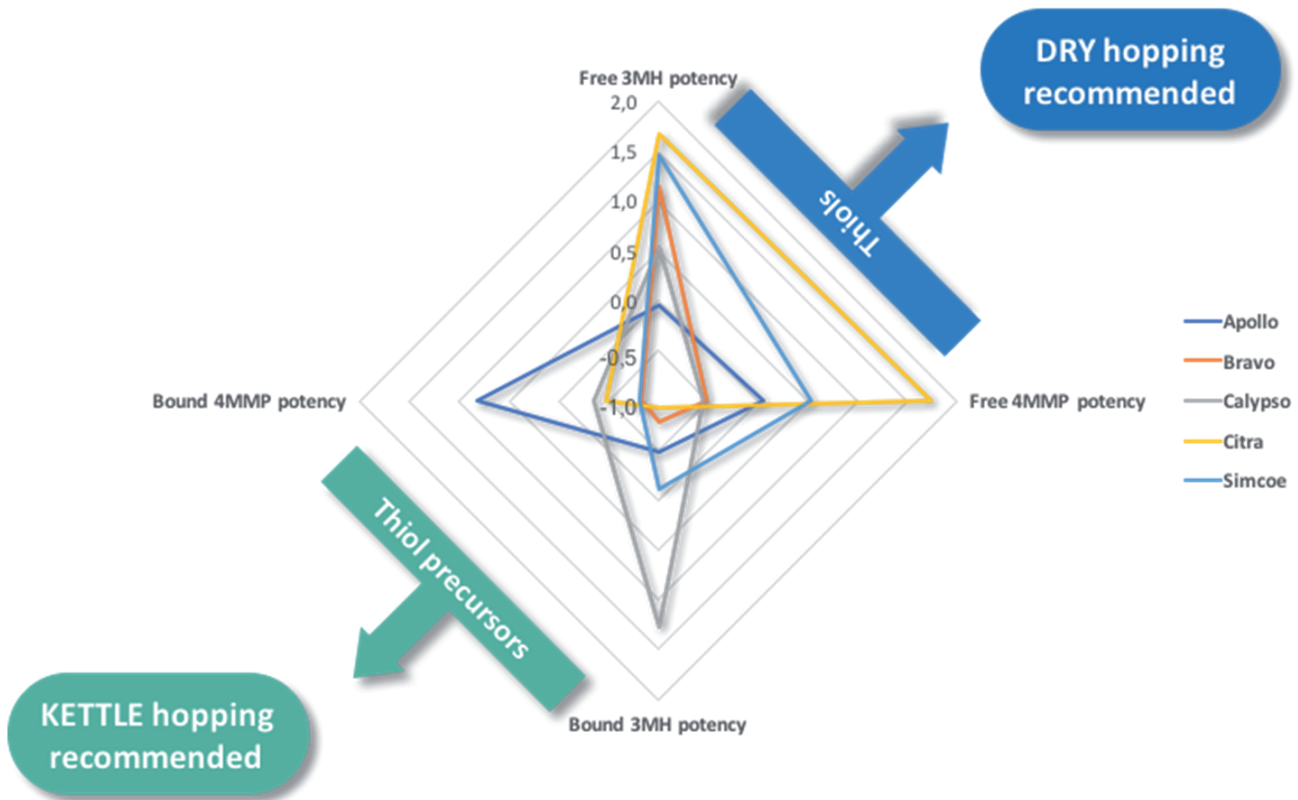 DRY hopping
recommended
Free 3MH potency
2,0
1,5
1,0
0,5
0,0
-0,5
-1,0
Thiols
Apollo
Bravo
Calypso
Citra
Simcoe
Bound 4MMP potency
Free 4MMP potency
Thiol precursors
KETTLE hopping
recommended
Bound 3MH potency